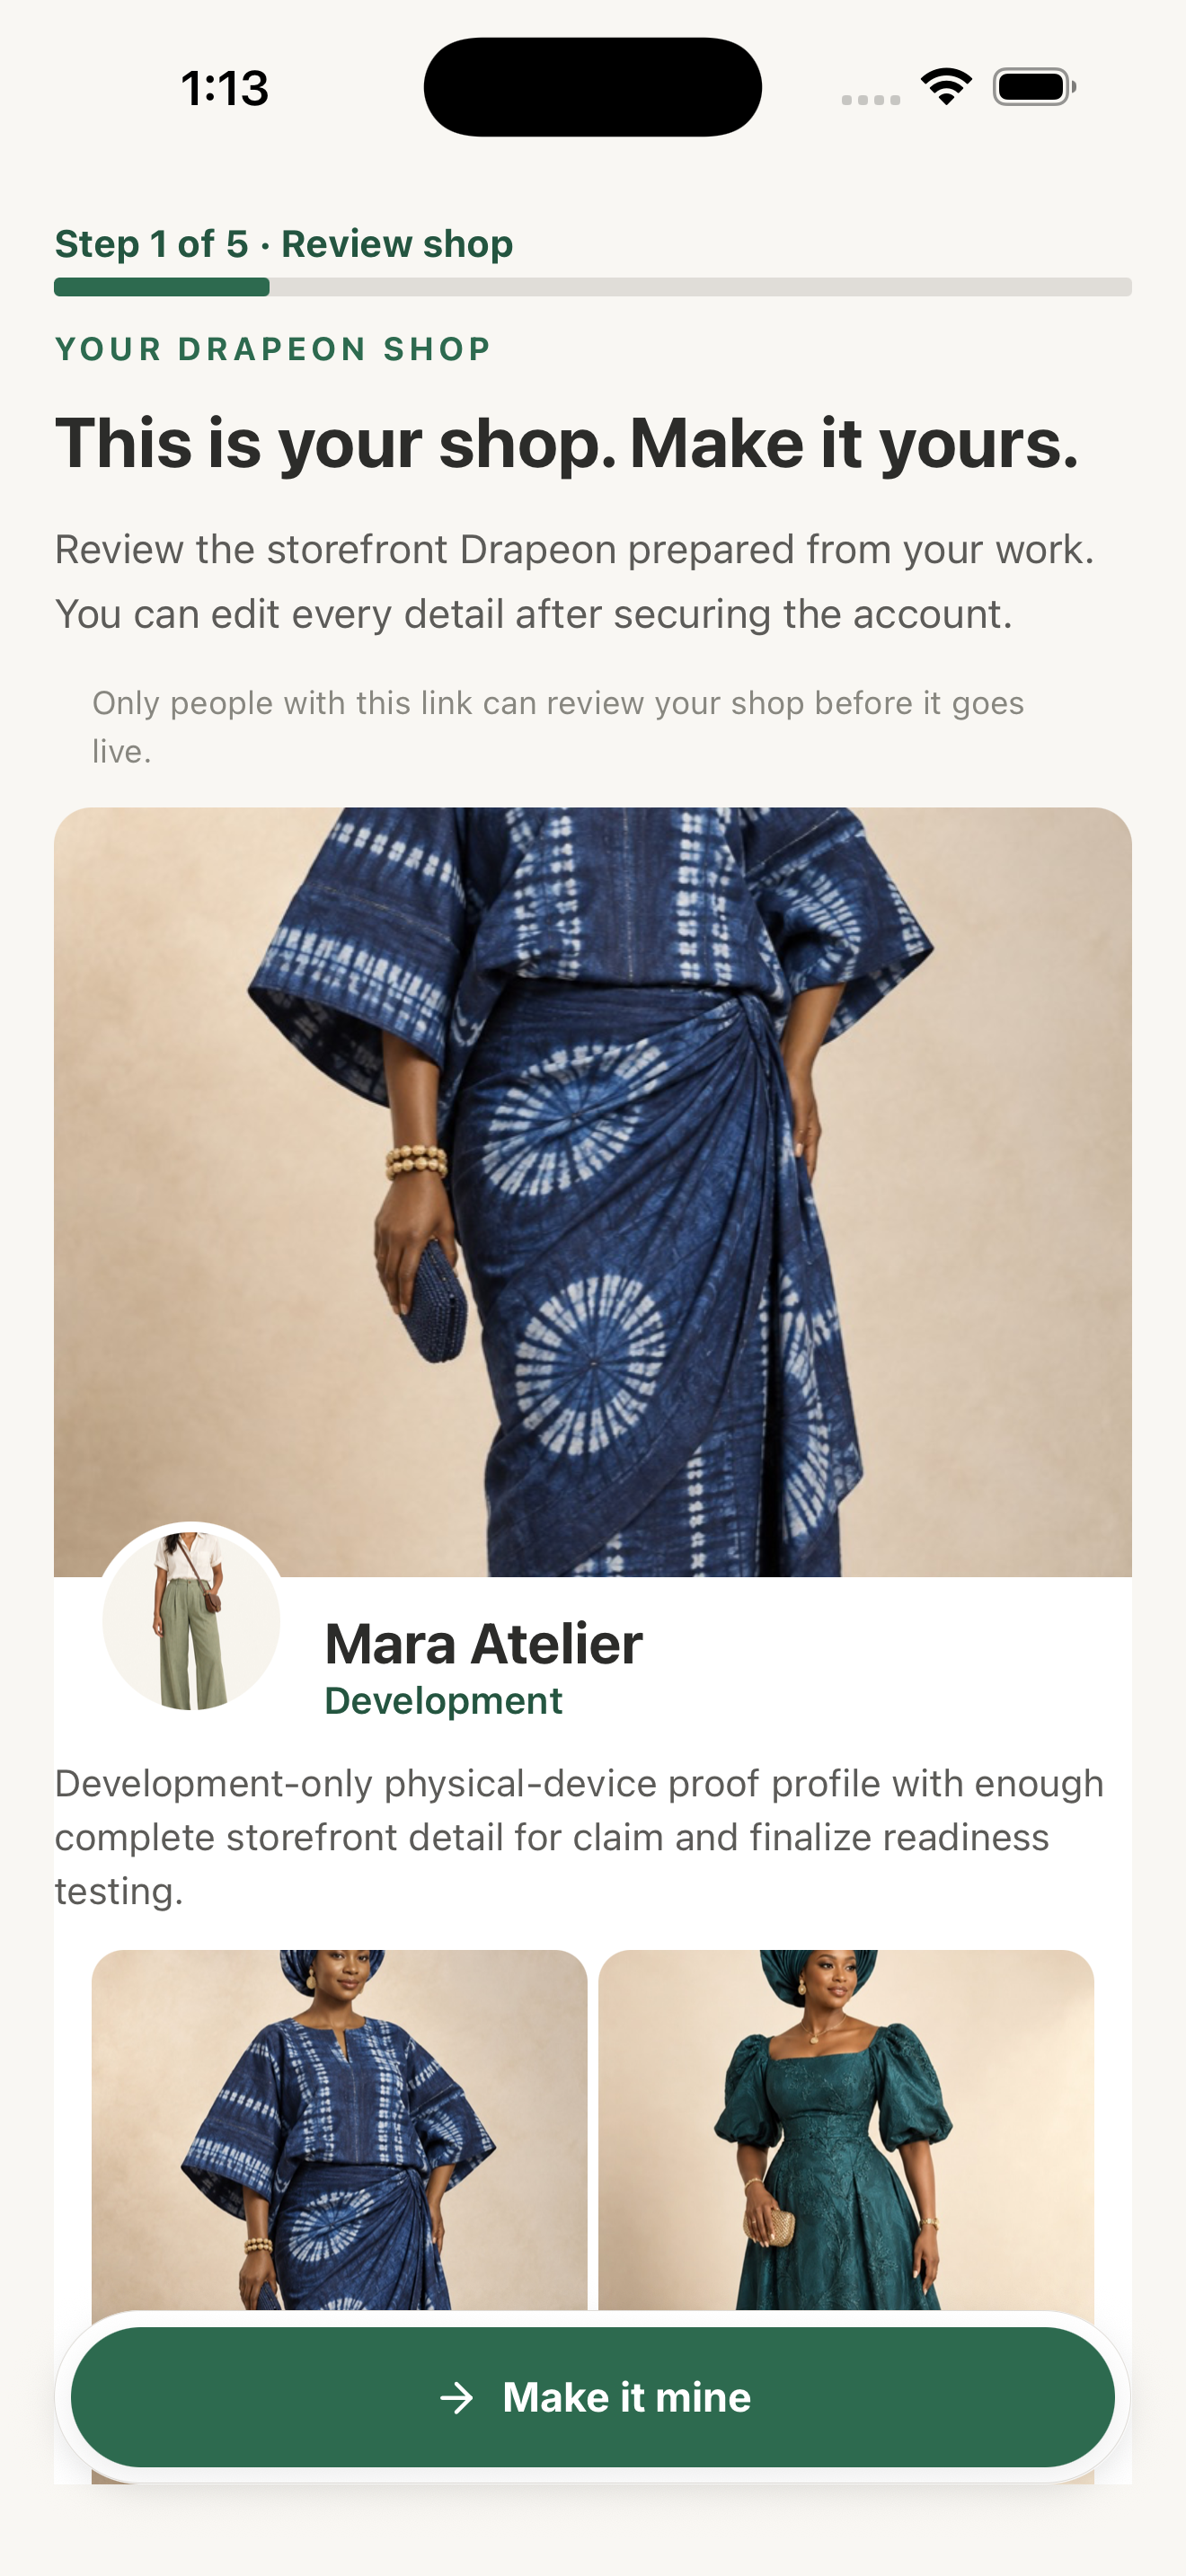 1:13
Step 1 of 5 · Review shop
YOUR DRAPEON SHOP
This is your shop. Make it yours.
Review the storefront Drapeon prepared from your work.
You can edit every detail after securing the account.
Only people with this link can review your shop before it goes
live.
Mara Atelier
Development
Development-only physical-device proof profile with enough
complete storefront detail for claim and finalize readiness
testing.
→ Make it mine